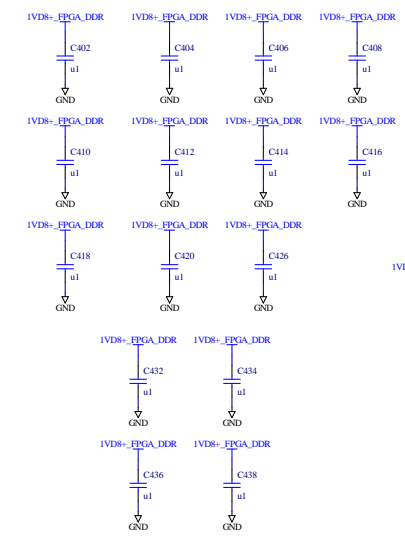 1VD8+_FPGA_DDR 1VD8+_FPGA_DDR 1VD8+_FPGA_DDR 1VD8+_FPGA_DDR
C402 C404 C406 C408
u1 u1 u1 u1
GND GND GND GND
1VD8+_FPGA_DDR 1VD8+_FPGA_DDR 1VD8+_FPGA_DDR 1VD8+_FPGA_DDR
C410 C412 C414 C416
u1 u1 u1 u1
GND GND GND GND
1VD8+_FPGA_DDR 1VD8+_FPGA_DDR 1VD8+_FPGA_DDR
C418 C420 C426
1VD
u1 u1 u1
GND GND GND
1VD8+_FPGA_DDR 1VD8+_FPGA_DDR
C432 C434
u1 u1
GND GND
1VD8+_FPGA_DDR 1VD8+_FPGA_DDR
C436 C438
u1 u1
GND GND